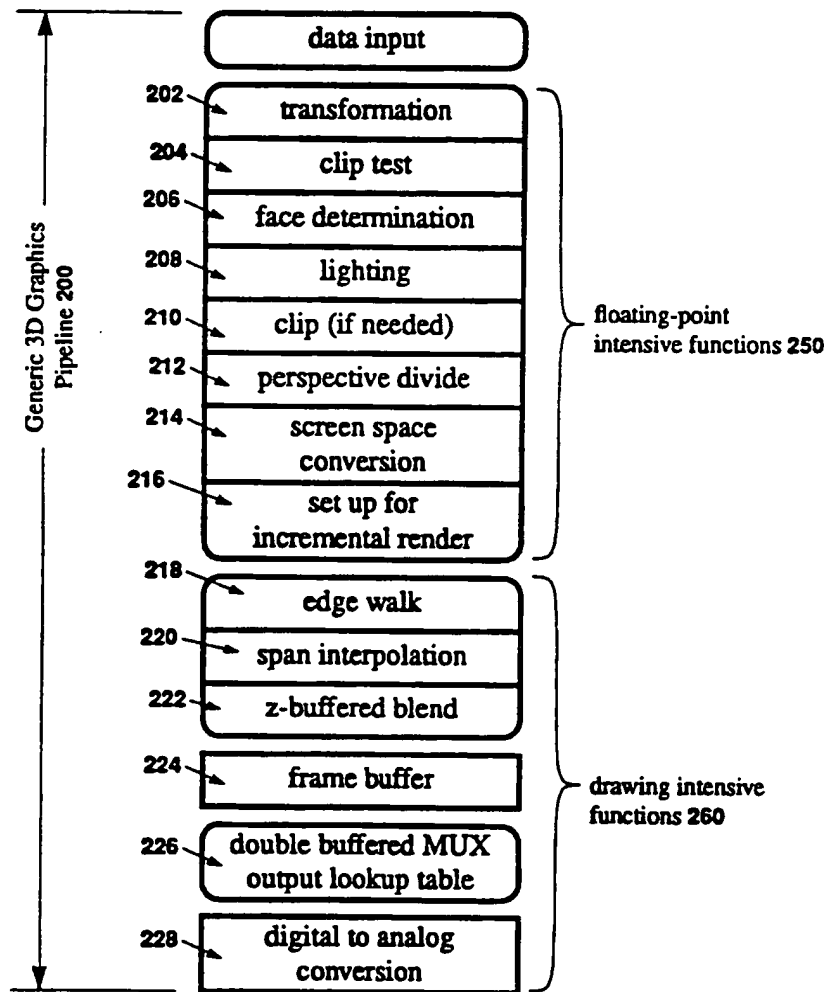 data input
202
transformation
204
clip test
206
face determination
208
lighting
210
clip (if needed)
212
perspective divide
214
screen space
conversion
216
set up for
incremental render
floating-point
intensive functions 250
Generic 3D Graphics
Pipeline 200
218
edge walk
220
span interpolation
222
z-buffered blend
224
frame buffer
226
double buffered MUX
output lookup table
228
digital to analog
conversion
drawing intensive
functions 260